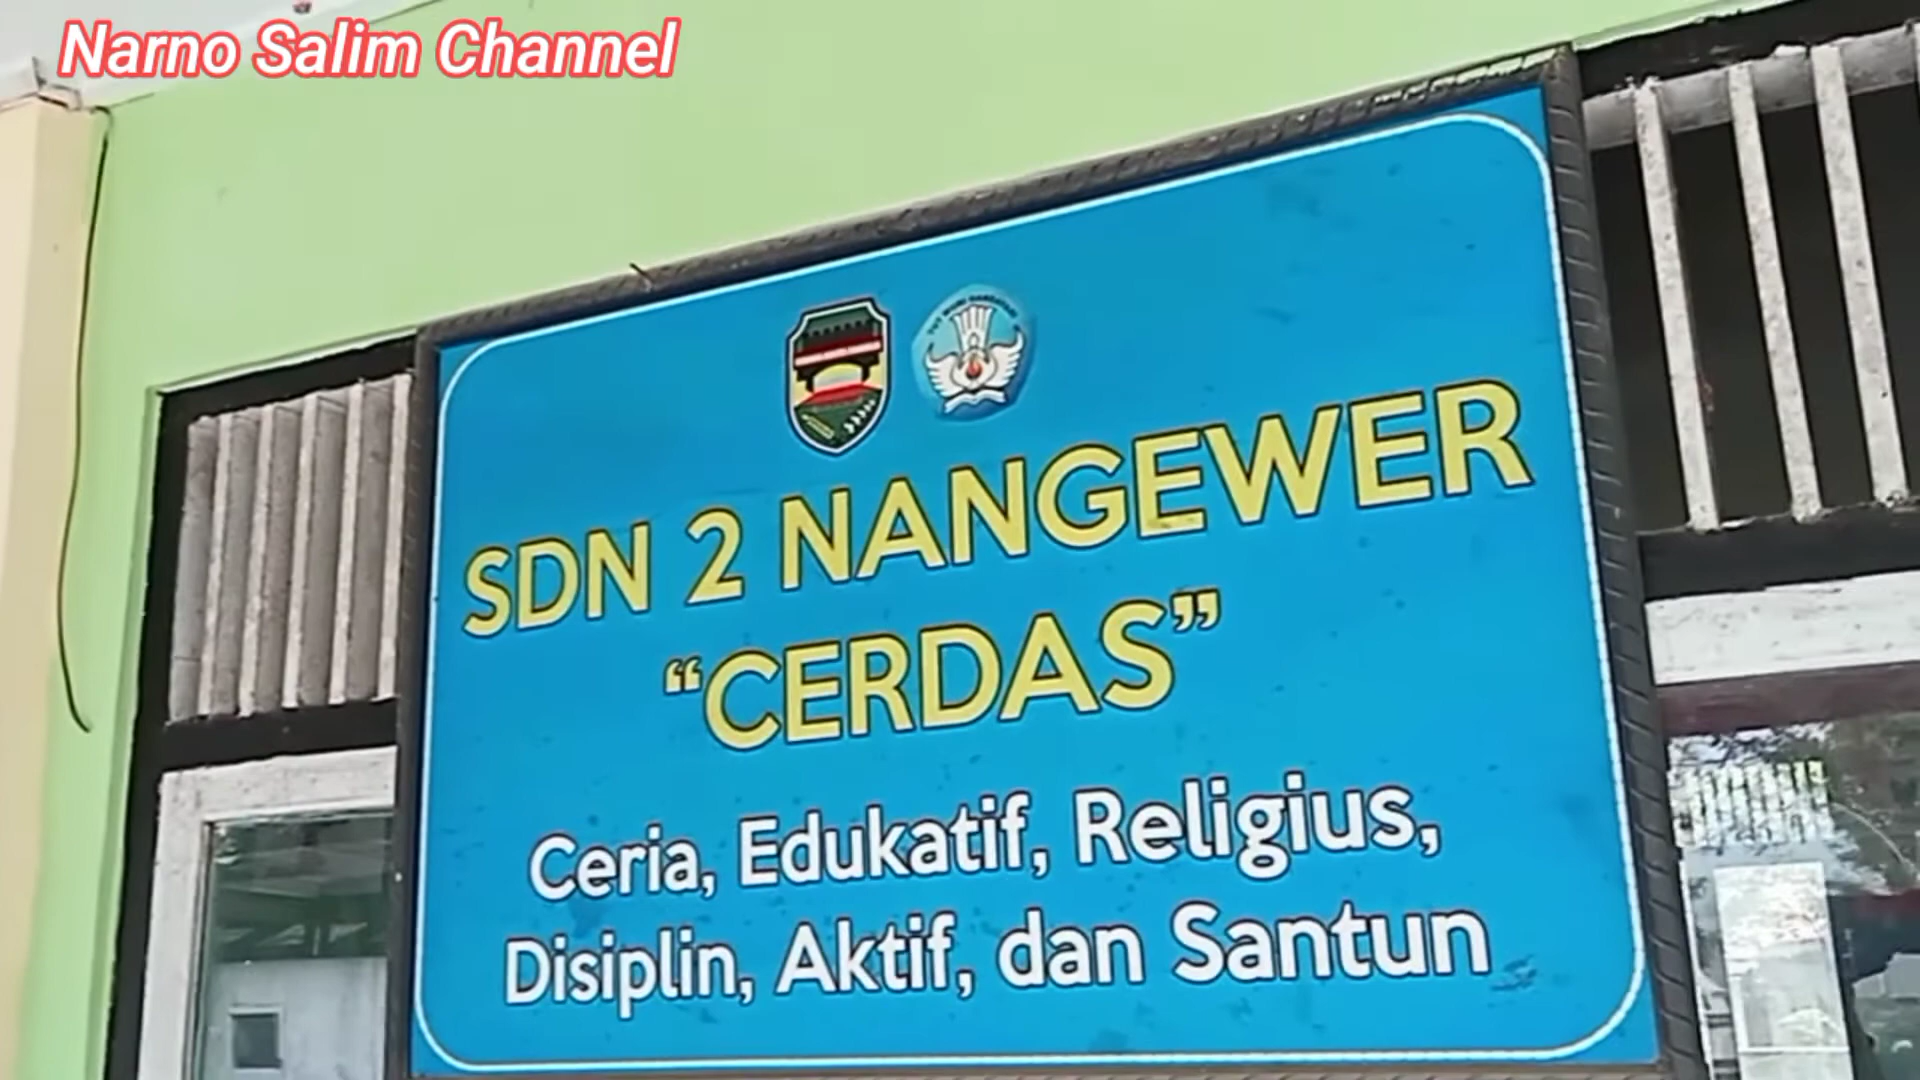 Narno Salim Channel
SDN 2 NANGEWER
“CERDAS”
Ceria, Edukatif, Religius,
Disiplin, Aktif, dan Santun